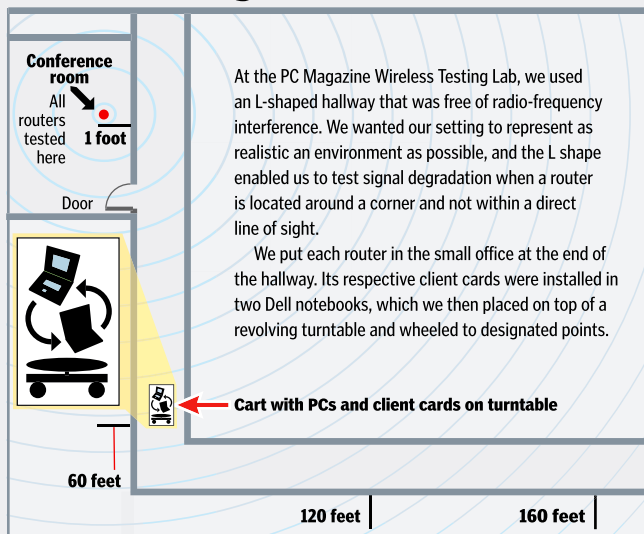 Conference
room
All
routers
tested
here
1 foot
Door
At the PC Magazine Wireless Testing Lab, we used
an L-shaped hallway that was free of radio-frequency
interference. We wanted our setting to represent as
realistic an environment as possible, and the L shape
enabled us to test signal degradation when a router
is located around a corner and not within a direct
line of sight.
We put each router in the small office at the end of
the hallway. Its respective client cards were installed in
two Dell notebooks, which we then placed on top of a
revolving turntable and wheeled to designated points.
Cart with PCs and client cards on turntable
60 feet
120 feet
160 feet